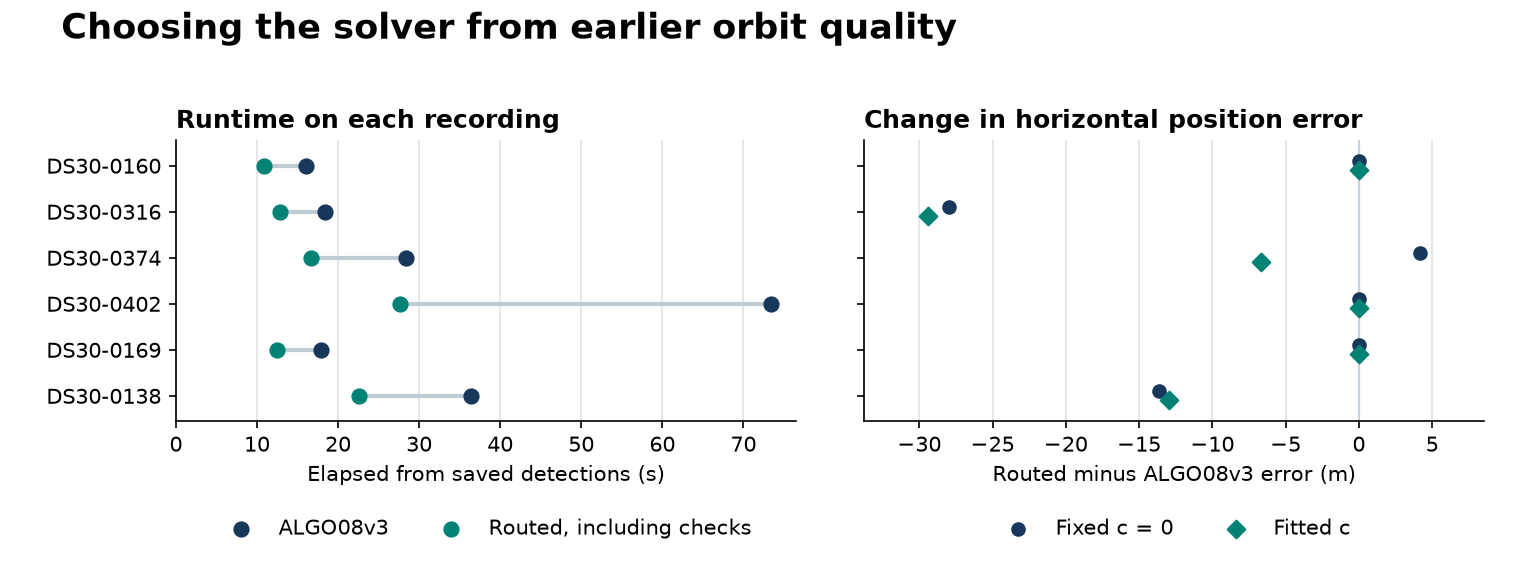 Choosing the solver from earlier orbit quality
Runtime on each recording
DS30-0160
DS30-0316
DS30-0374
DS30-0402
DS30-0169
DS30-0138
0 10 20 30 40 50 60 70
Elapsed from saved detections (s)
ALGO08v3 Routed, including checks
Change in horizontal position error
−30 −25 −20 −15 −10 −5 0 5
Routed minus ALGO08v3 error (m)
Fixed c = 0 Fitted c